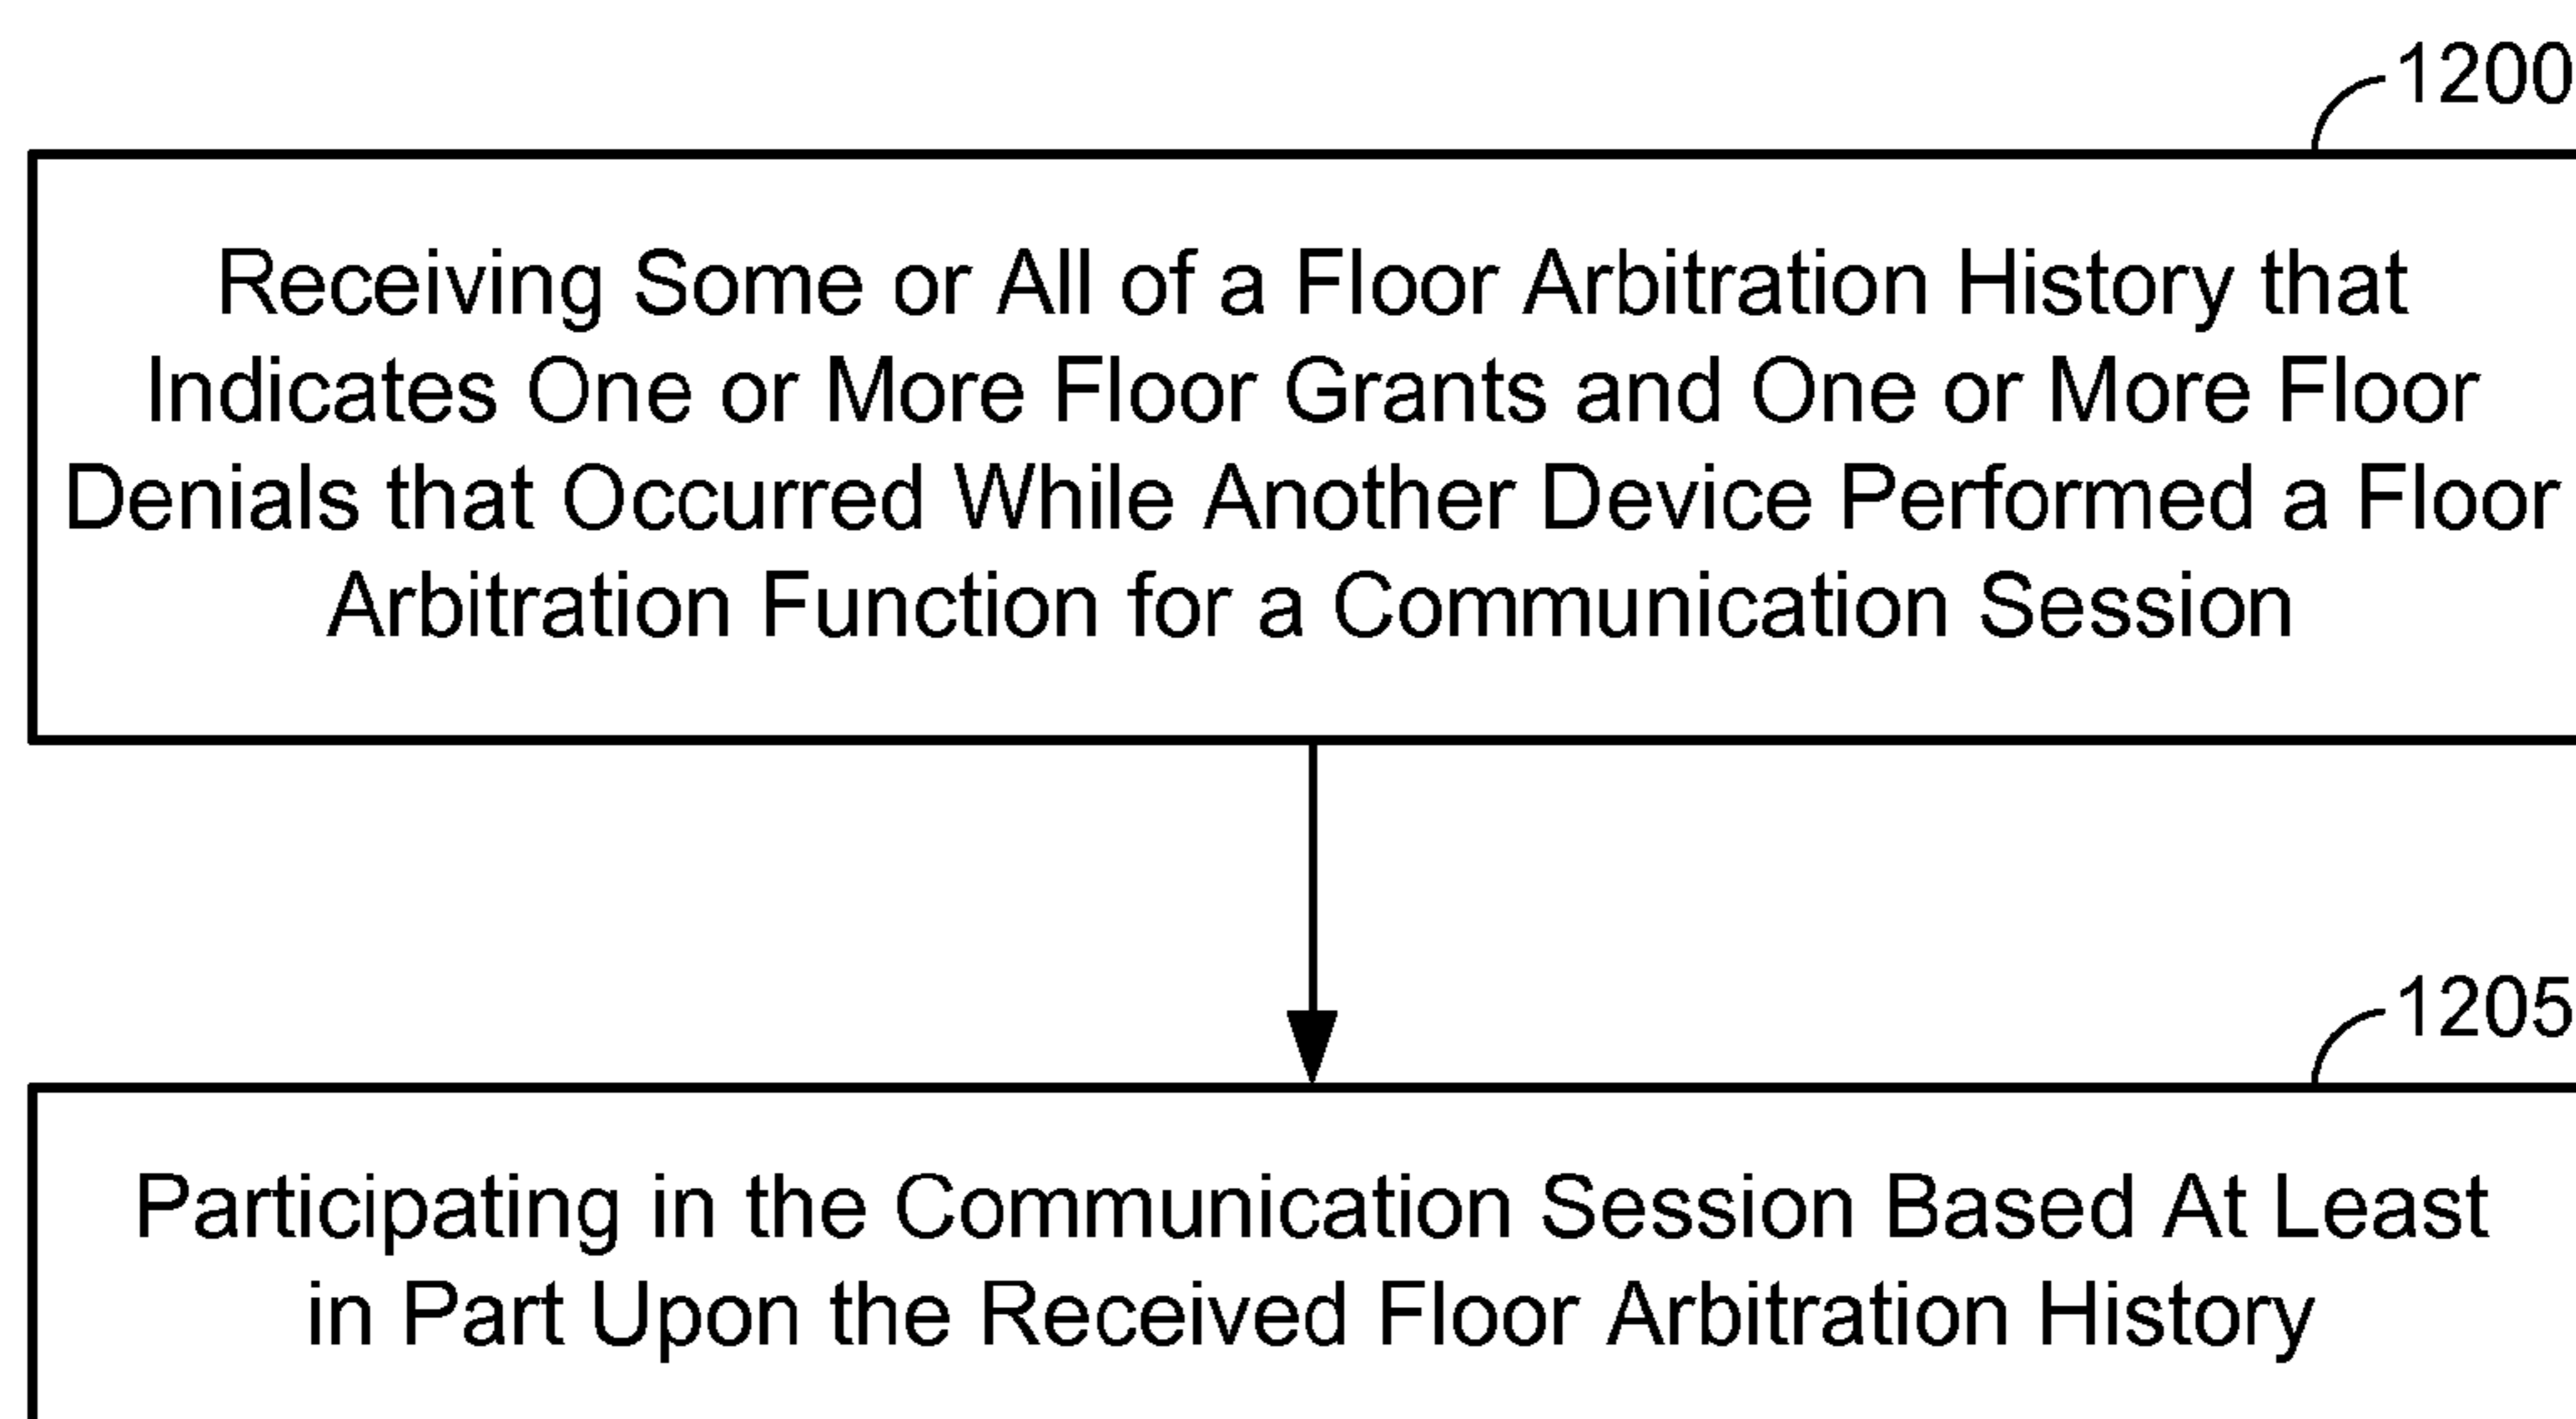 1200
Receiving Some or All of a Floor Arbitration History that
Indicates One or More Floor Grants and One or More Floor
Denials that Occurred While Another Device Performed a Floor
Arbitration Function for a Communication Session
1205
Participating in the Communication Session Based At Least
in Part Upon the Received Floor Arbitration History